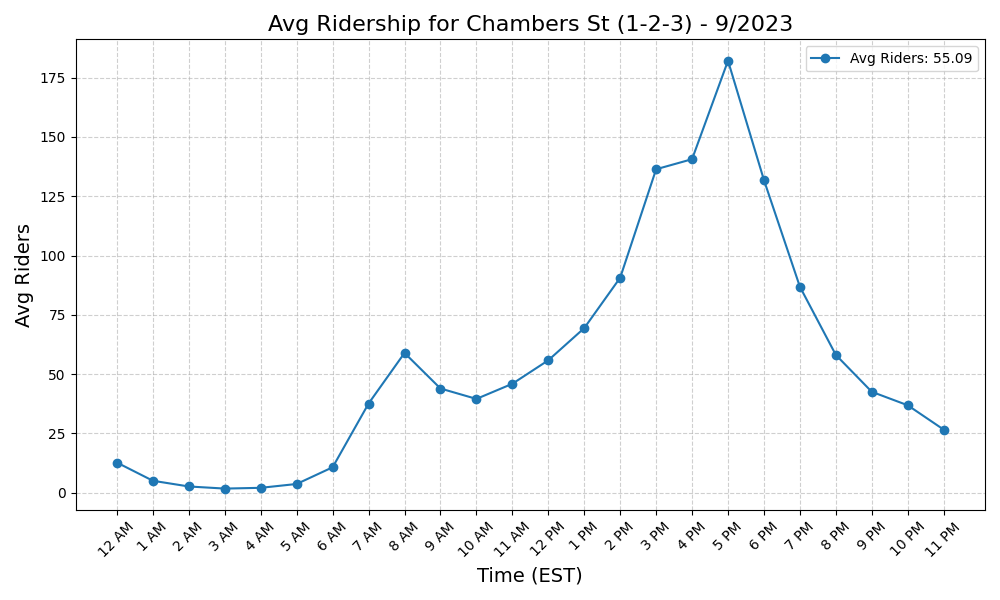 Avg Ridership for Chambers St (1-2-3) - 9/2023
Avg Riders: 55.09
Avg Riders
175
150
125
100
75
50
25
0
12 AM
1 AM
2 AM
3 AM
4 AM
5 AM
6 AM
7 AM
8 AM
9 AM
10 AM
11 AM
12 PM
1 PM
2 PM
3 PM
4 PM
5 PM
6 PM
7 PM
8 PM
9 PM
10 PM
11 PM
Time (EST)